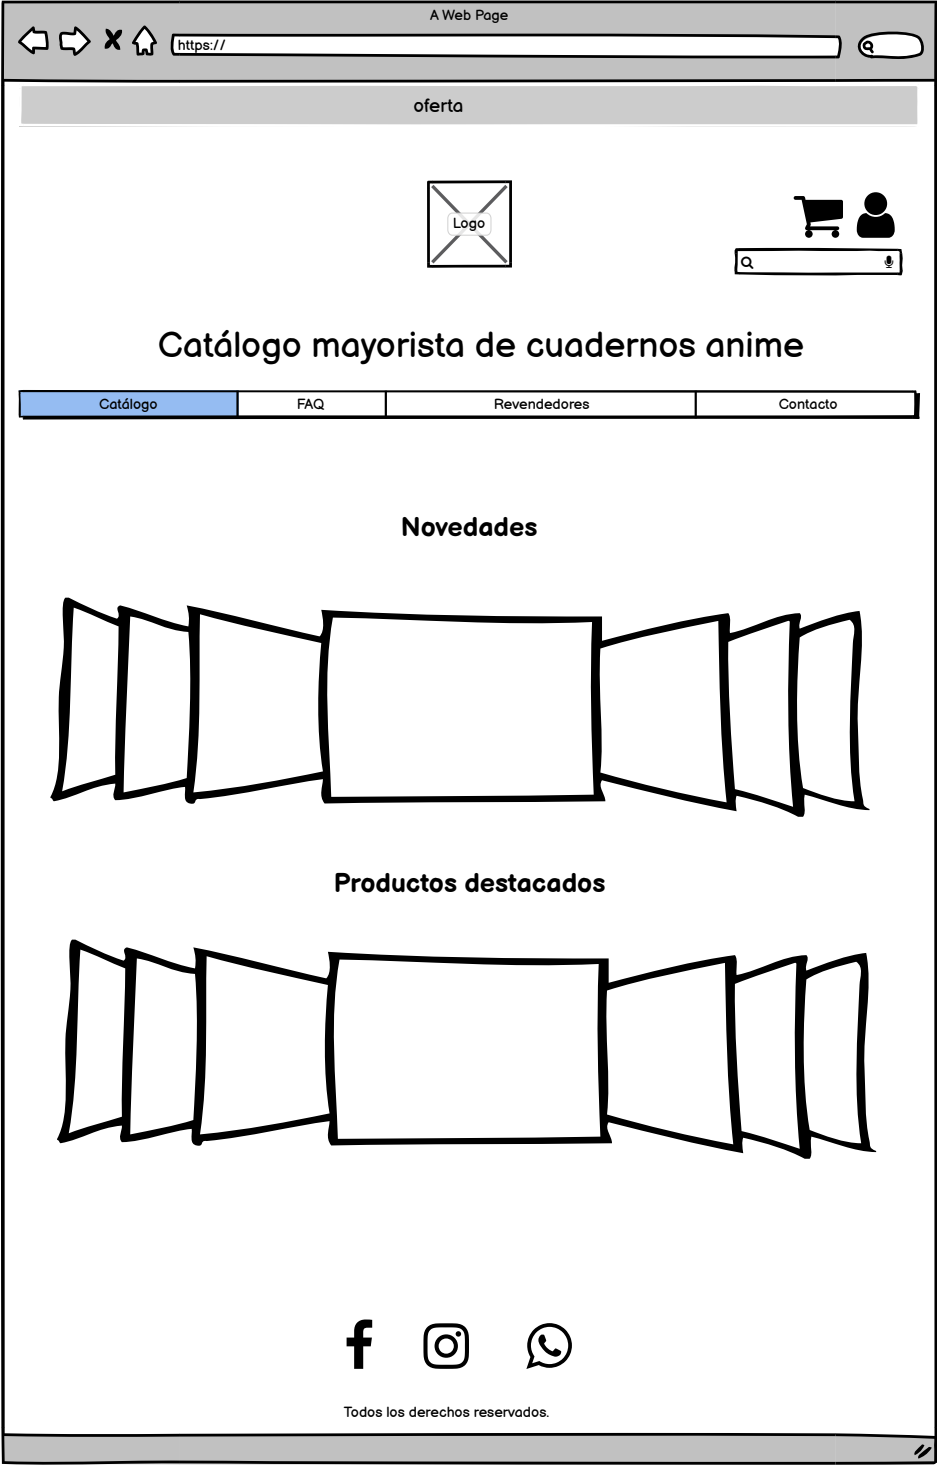 A Web Page
https://
oferta
Logo
Catálogo mayorista de cuadernos anime
Catálogo
FAQ
Revendedores
Contacto
Novedades
Productos destacados
Todos los derechos reservados.